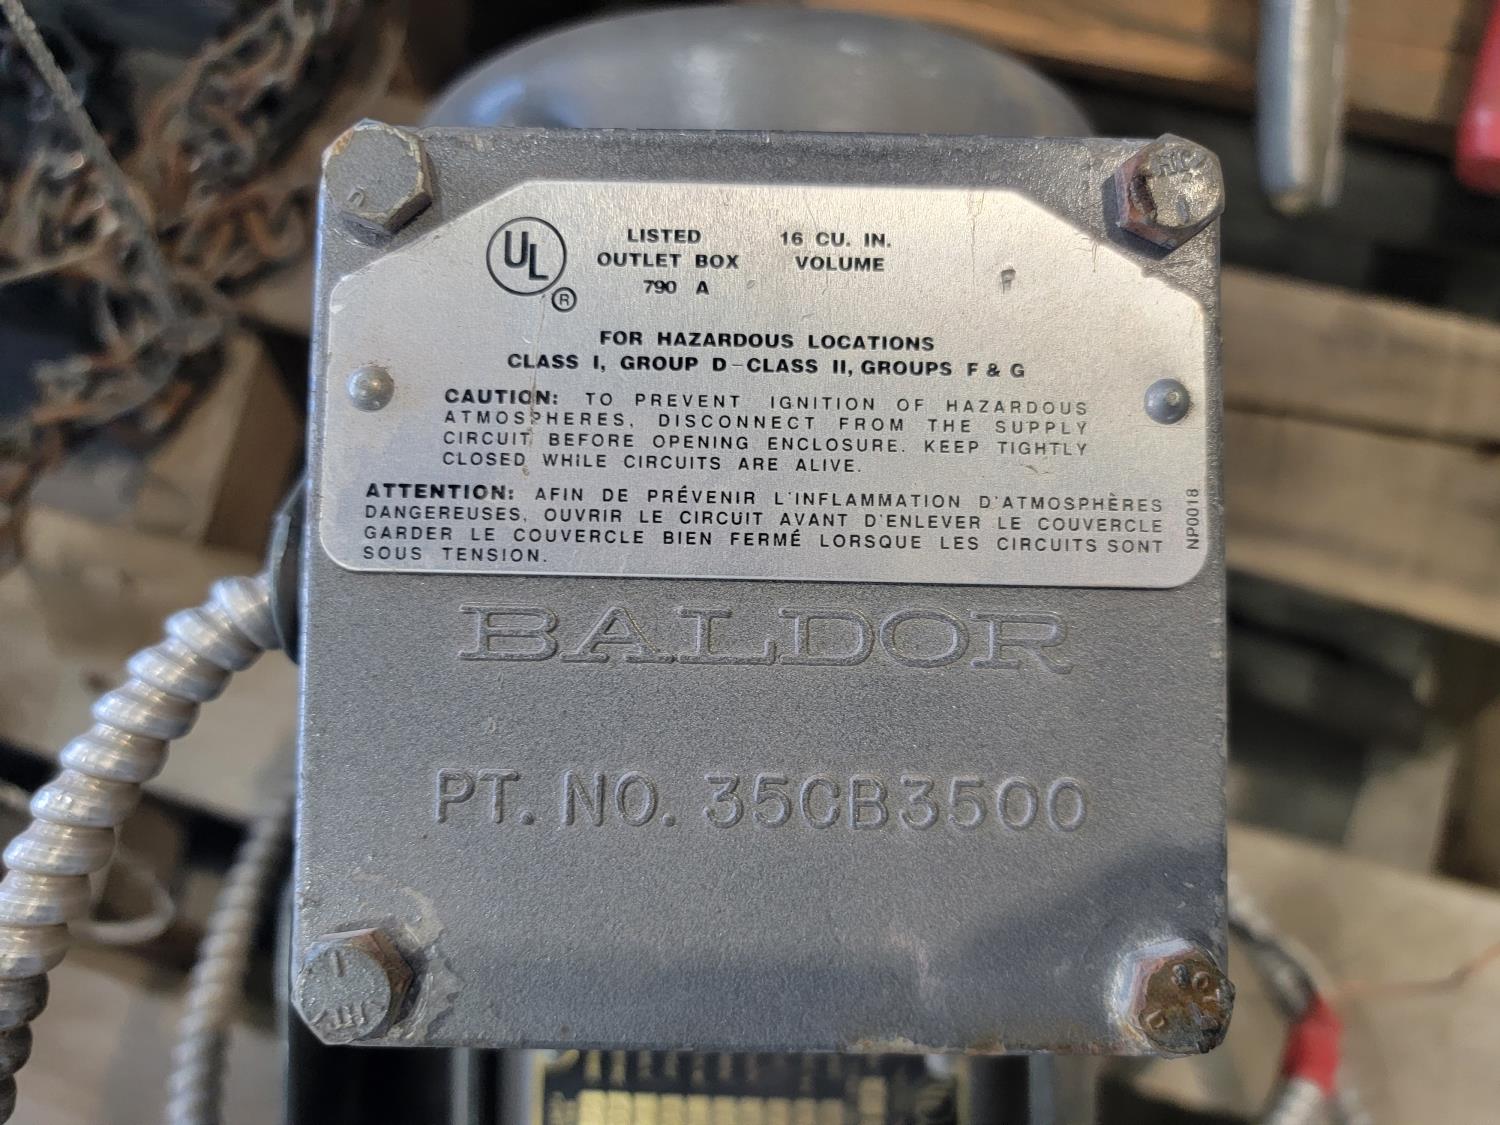 UL
®
LISTED
OUTLET BOX
790 A
16 CU. IN.
VOLUME
F
FOR HAZARDOUS LOCATIONS
CLASS I, GROUP D-CLASS II, GROUPS F & G
CAUTION: TO PREVENT IGNITION OF HAZARDOUS
ATMOSPHERES, DISCONNECT FROM THE SUPPLY
CIRCUIT BEFORE OPENING ENCLOSURE. KEEP TIGHTLY
CLOSED WHILE CIRCUITS ARE ALIVE.
ATTENTION: AFIN DE PRÉVENIR L'INFLAMMATION D'ATMOSPHÈRES
DANGEREUSES, OUVRIR LE CIRCUIT AVANT D'ENLEVER LE COUVERCLE
GARDER LE COUVERCLE BIEN FERMÉ LORSQUE LES CIRCUITS SONT
SOUS TENSION.
NP0018
BALDOR
PT. NO. 35CB3500